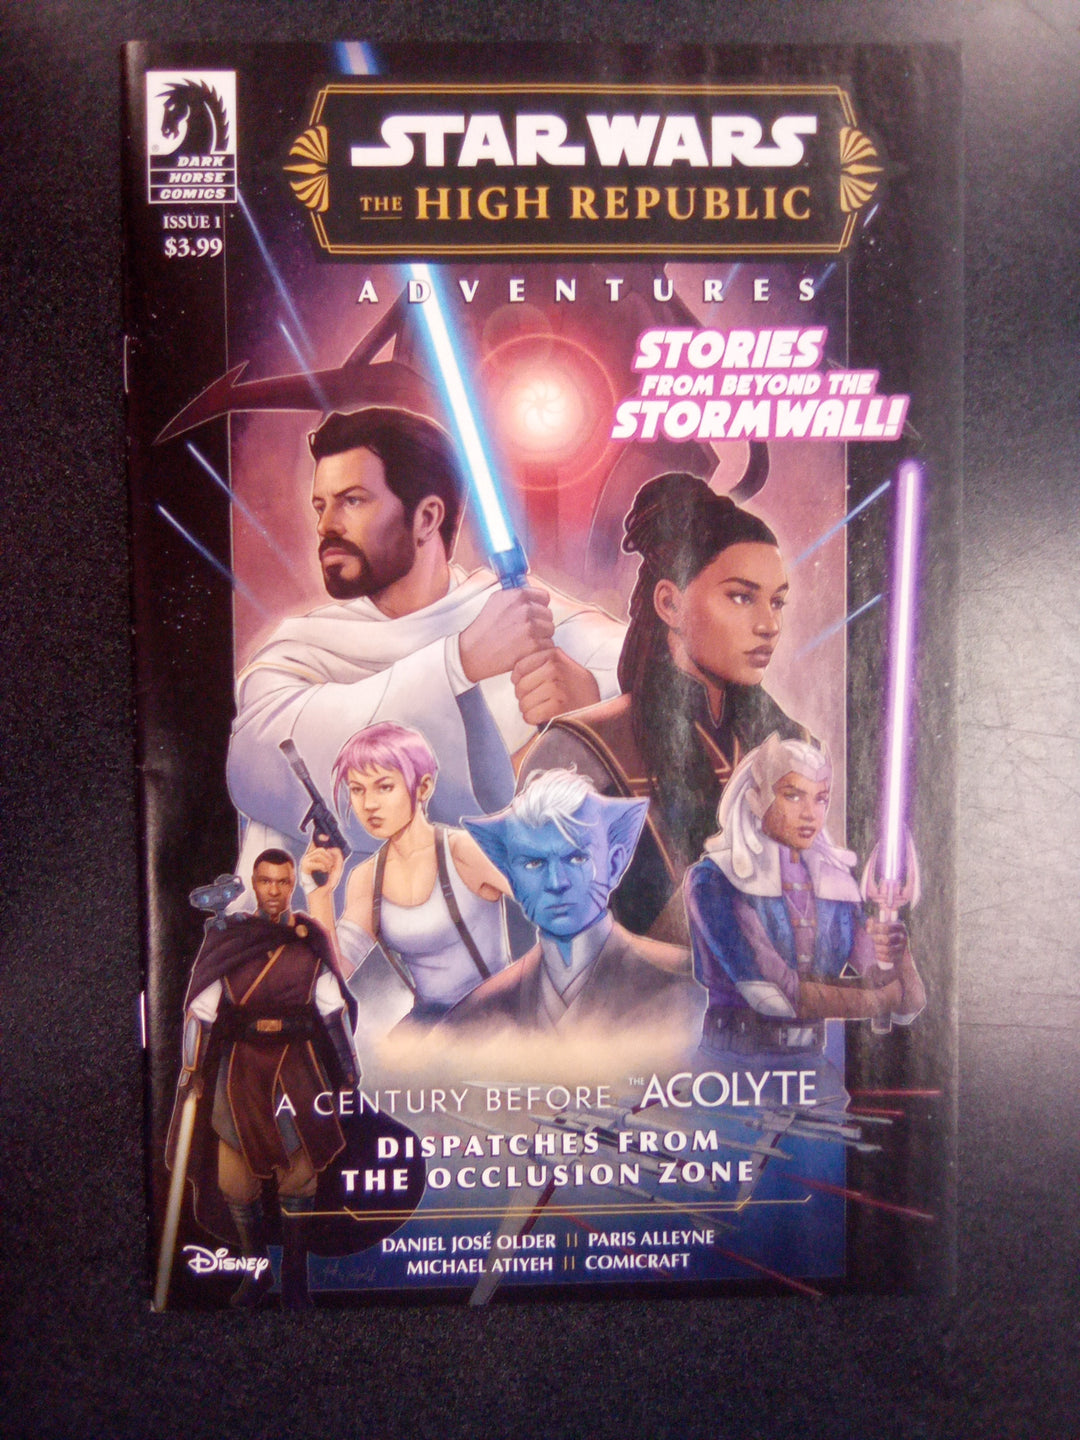 DARK
HORSE
COMICS
ISSUE 1
$3.99
STAR WARS
THE HIGH REPUBLIC
ADVENTURES
STORIES
FROM BEYOND THE
STORMWALL!
A CENTURY BEFORE THE ACOLYTE
DISPATCHES FROM
THE OCCLUSION ZONE
DANIEL JOSÉ OLDER || PARIS ALLEYNE
MICHAEL ATIYEH || COMICRAFT
Disney